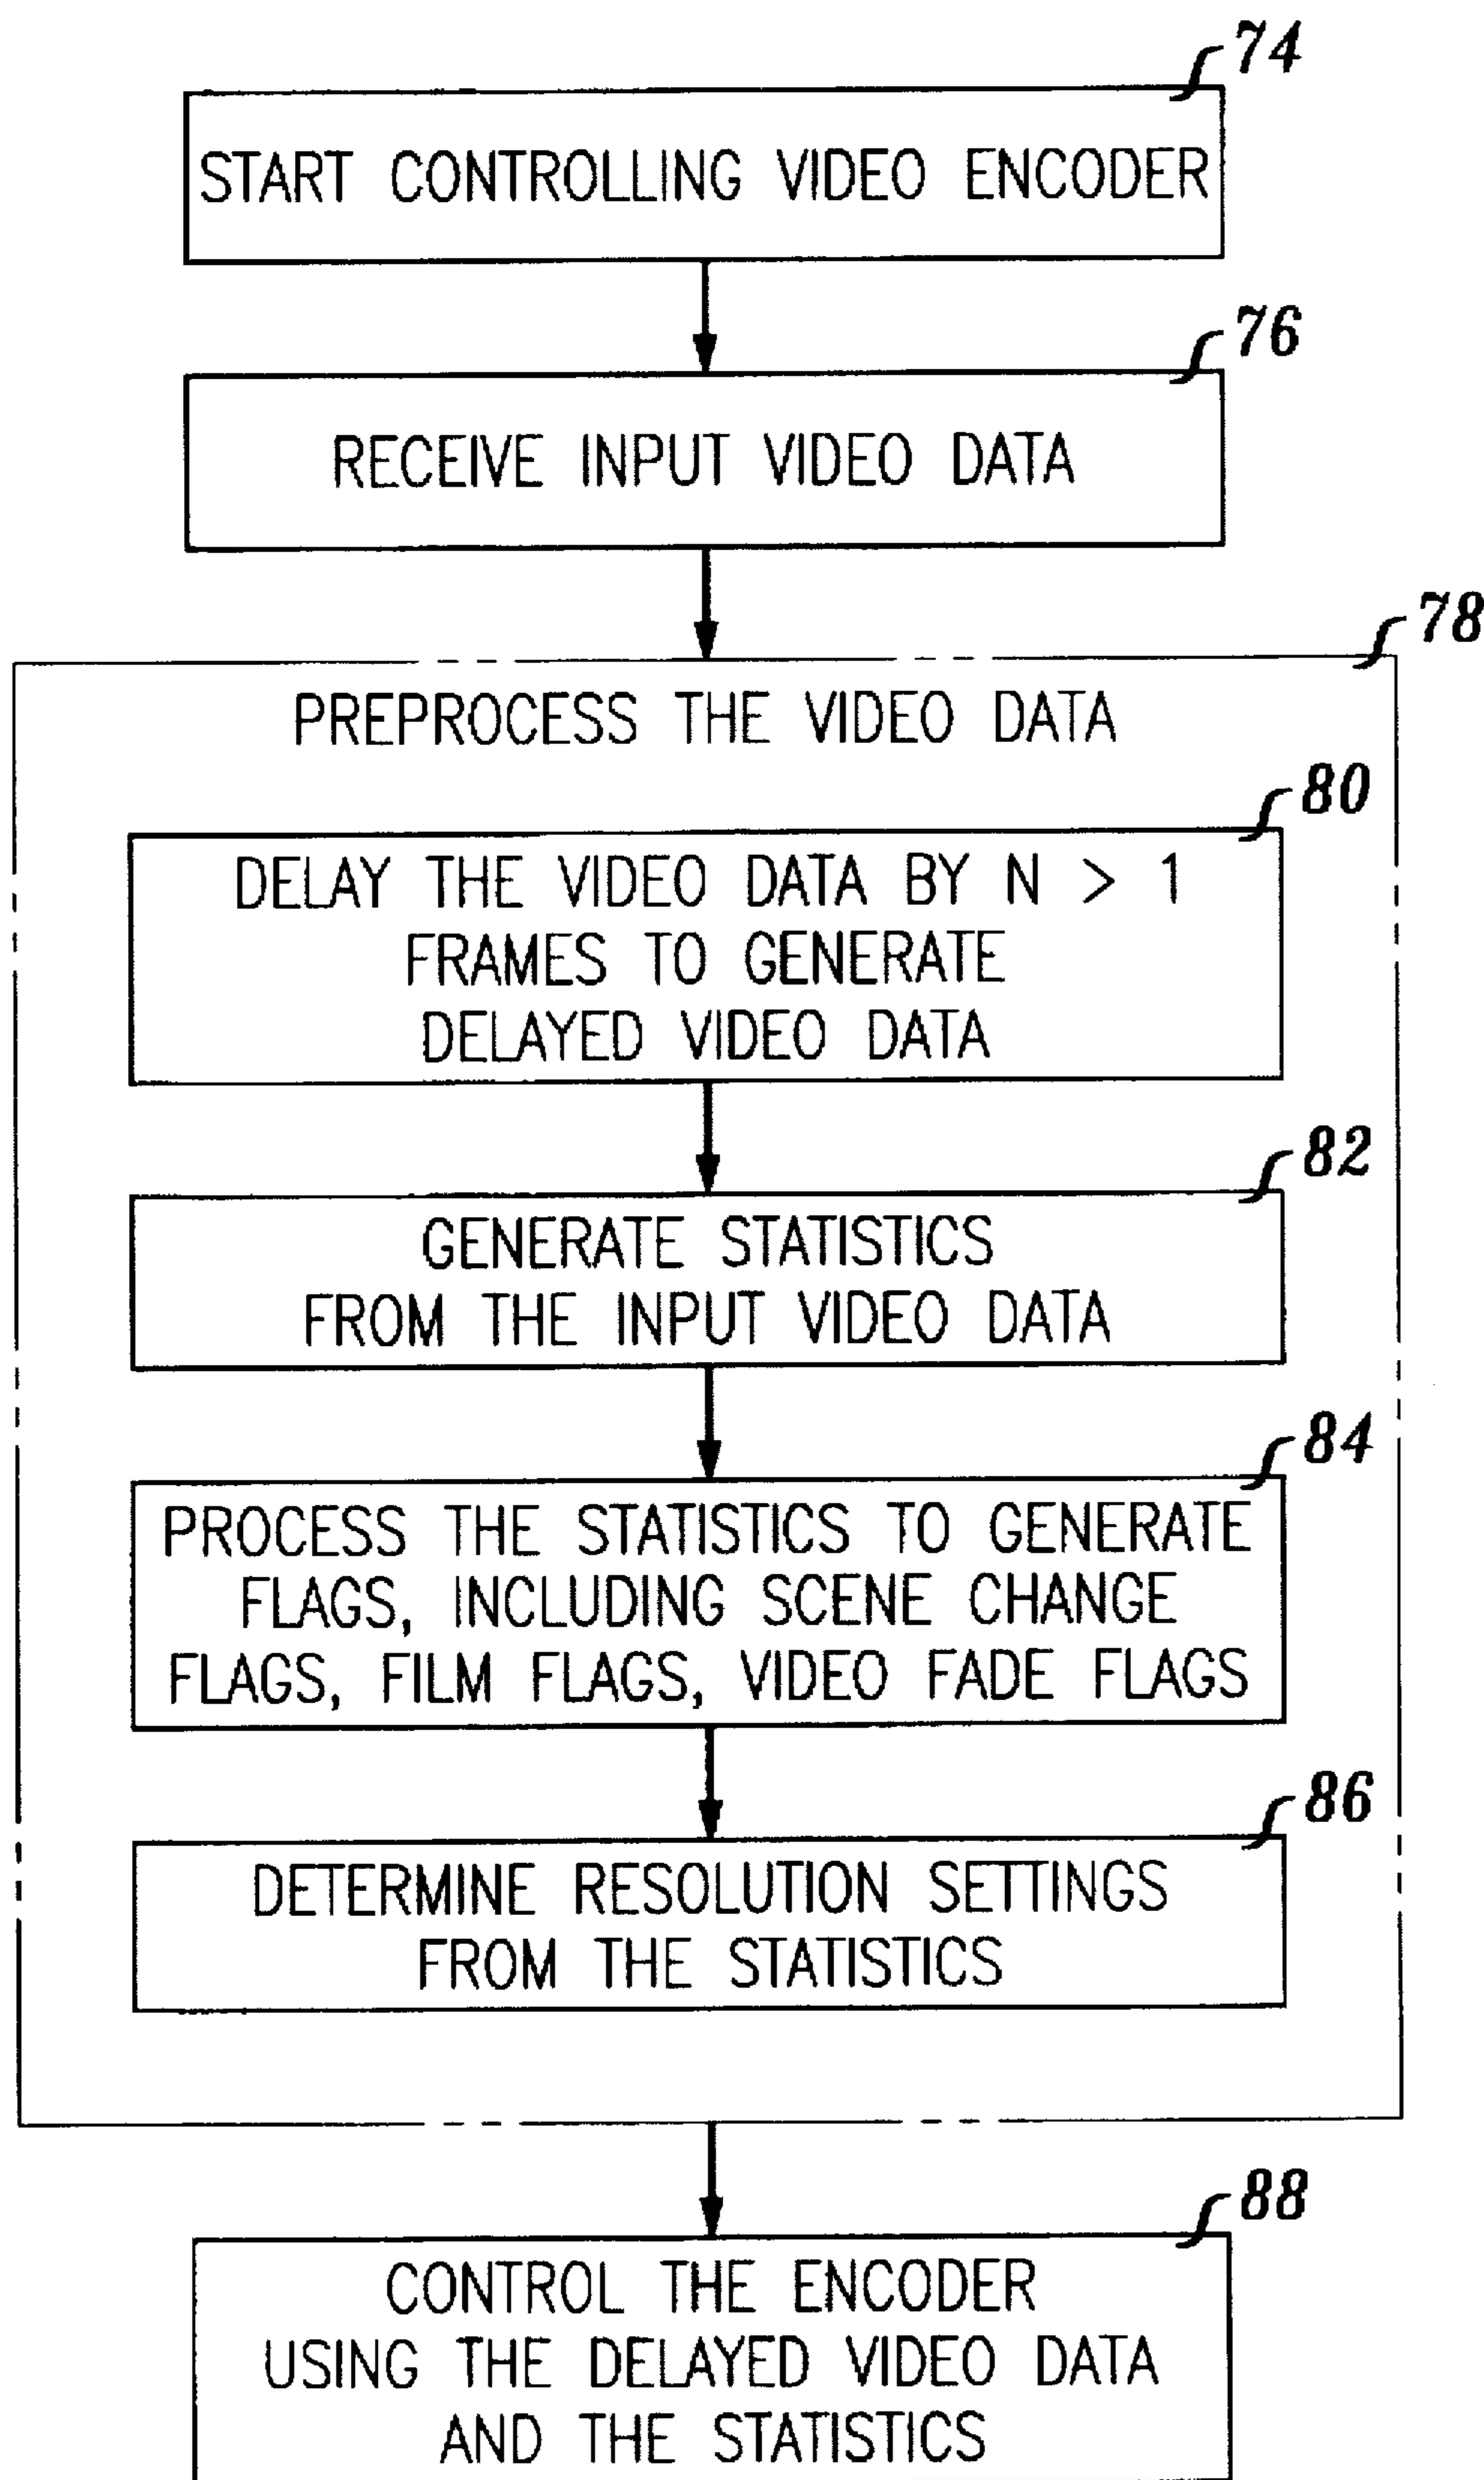 74
START CONTROLLING VIDEO ENCODER
76
RECEIVE INPUT VIDEO DATA
78
PREPROCESS THE VIDEO DATA
80
DELAY THE VIDEO DATA BY N > 1
FRAMES TO GENERATE
DELAYED VIDEO DATA
82
GENERATE STATISTICS
FROM THE INPUT VIDEO DATA
84
PROCESS THE STATISTICS TO GENERATE
FLAGS, INCLUDING SCENE CHANGE
FLAGS, FILM FLAGS, VIDEO FADE FLAGS
86
DETERMINE RESOLUTION SETTINGS
FROM THE STATISTICS
88
CONTROL THE ENCODER
USING THE DELAYED VIDEO DATA
AND THE STATISTICS